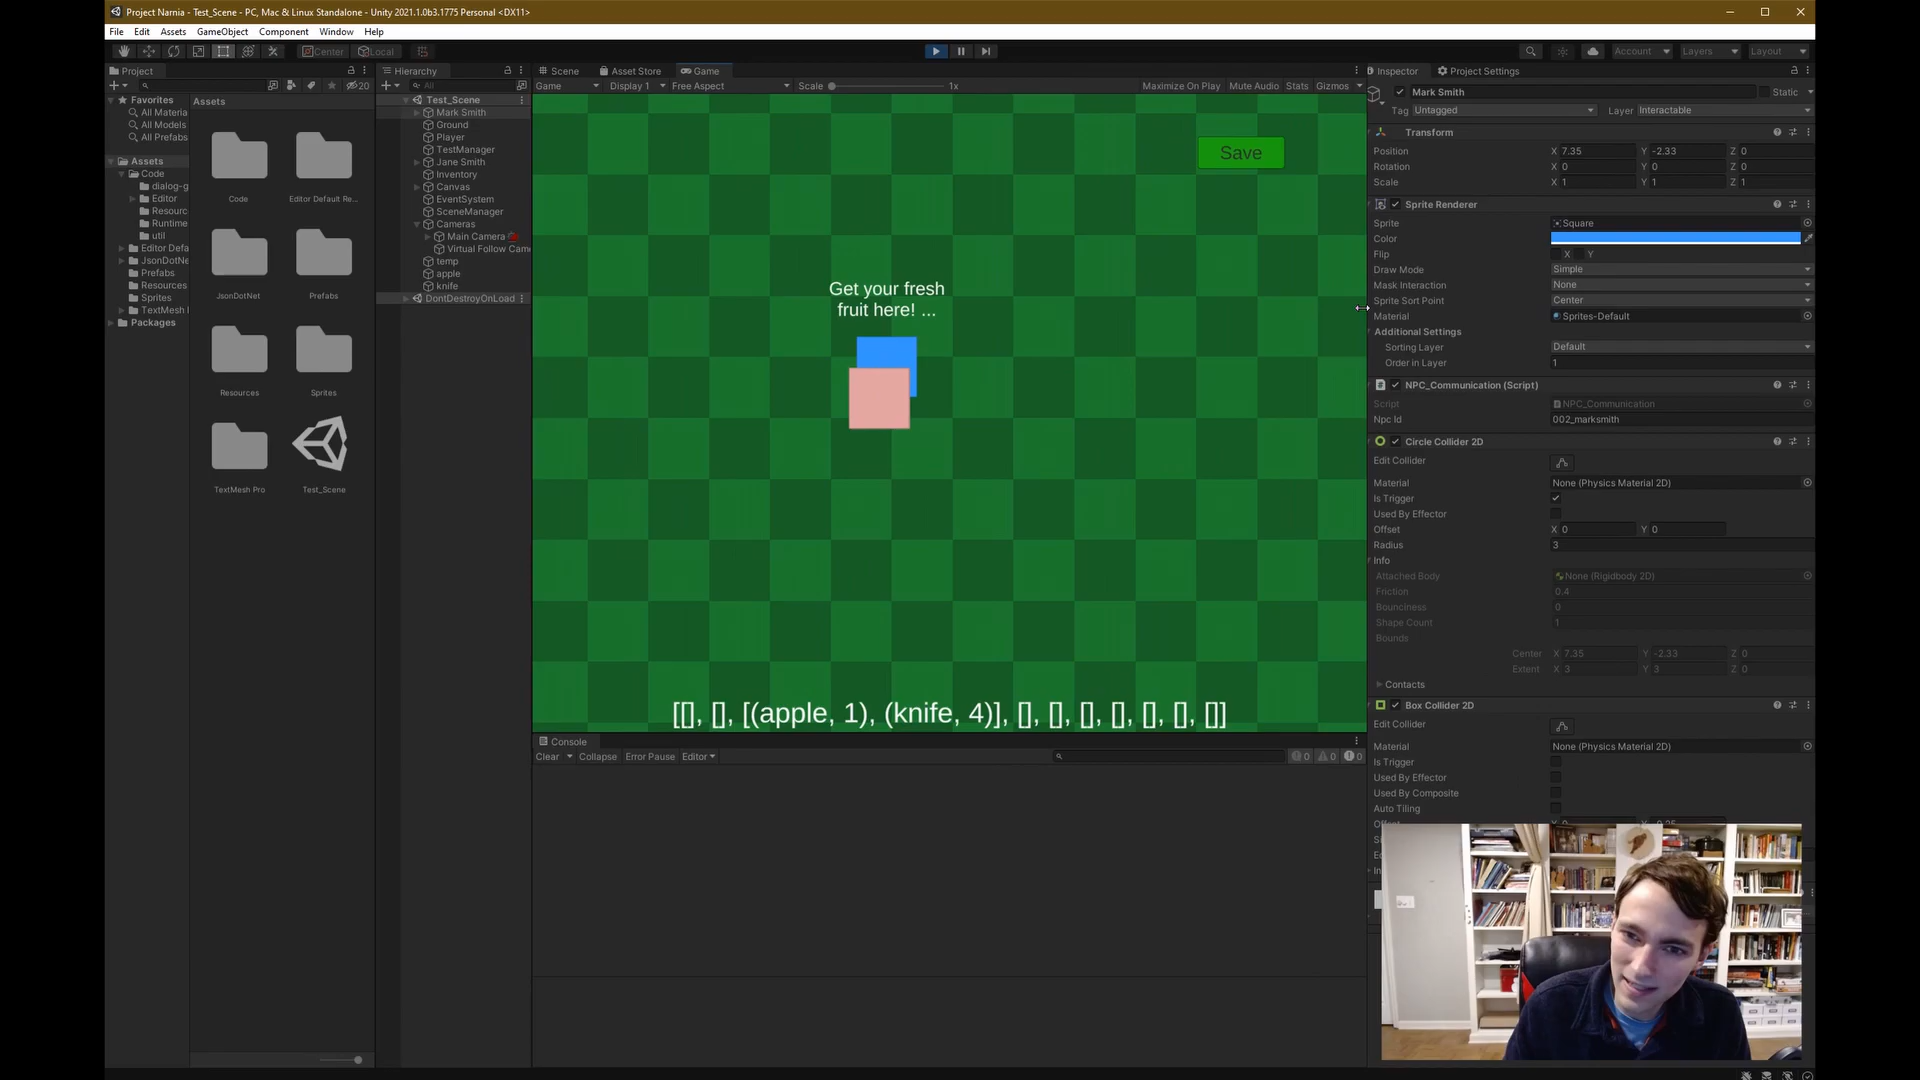 Project Narnia - Test_Scene - PC, Mac & Linux Standalone - Unity 2021.1.0b3.1775 Personal <DX11>
File Edit Assets GameObject Component Window Help
Center Local
Account Layers Layout
Project
20
Favorites
All Materia
All Models
All Prefabs
Assets
Code
dialog-g
Editor
Resourc
Runtime
util
Editor Defa
JsonDotNe
Prefabs
Resources
Sprites
TextMesh I
Packages
Assets
Code
Editor Default Re...
JsonDotNet
Prefabs
Resources
Sprites
TextMesh Pro
Test_Scene
Hierarchy
All
Test_Scene
Mark Smith
Ground
Player
TestManager
Jane Smith
Inventory
Canvas
EventSystem
SceneManager
Cameras
Main Camera
Virtual Follow Cam
temp
apple
knife
DontDestroyOnLoad
Scene Asset Store Game
Game Display 1 Free Aspect Scale 1x Maximize On Play Mute Audio Stats Gizmos
Save
Get your fresh
fruit here! ...
[[], [], [(apple, 1), (knife, 4)], [], [], [], [], [], [], []]
Console
Clear Collapse Error Pause Editor 0 0 0
Inspector Project Settings
Mark Smith Static
Tag Untagged Layer Interactable
Transform
Position X 7.35 Y -2.33 Z 0
Rotation X 0 Y 0 Z 0
Scale X 1 Y 1 Z 1
Sprite Renderer
Sprite Square
Color
Flip X Y
Draw Mode Simple
Mask Interaction None
Sprite Sort Point Center
Material Sprites-Default
Additional Settings
Sorting Layer Default
Order in Layer 1
NPC_Communication (Script)
Script NPC_Communication
Npc Id 002_marksmith
Circle Collider 2D
Edit Collider
Material None (Physics Material 2D)
Is Trigger
Used By Effector
Offset X 0 Y 0
Radius 3
Info
Attached Body None (Rigidbody 2D)
Friction 0.4
Bounciness 0
Shape Count 1
Bounds
Center X 7.35 Y -2.33 Z 0
Extent X 3 Y 3 Z 0
Contacts
Box Collider 2D
Edit Collider
Material None (Physics Material 2D)
Is Trigger
Used By Effector
Used By Composite
Auto Tiling